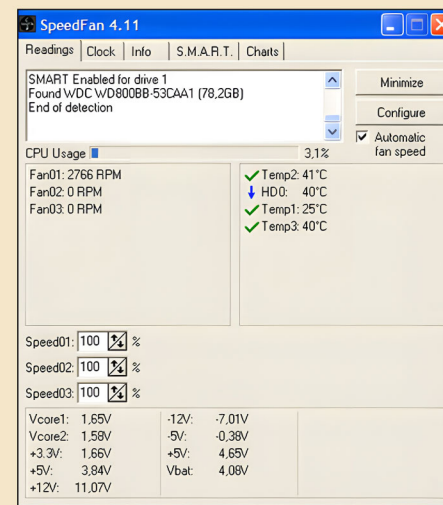 SpeedFan 4.11
Readings Clock Info S.M.A.R.T. Charts
SMART Enabled for drive 1
Found WDC WD800BB-53CAA1 (78,2GB)
End of detection
Minimize
Configure
Automatic
fan speed
CPU Usage 3,1%
Fan01: 2766 RPM
Fan02: 0 RPM
Fan03: 0 RPM
Temp2: 41°C
HD0: 40°C
Temp1: 25°C
Temp3: 40°C
Speed01: 100 %
Speed02: 100 %
Speed03: 100 %
Vcore1: 1,65V
Vcore2: 1,58V
+3.3V: 1,66V
+5V: 3,84V
+12V: 11,07V
-12V: -7,01V
-5V: -0,38V
+5V: 4,65V
Vbat: 4,08V